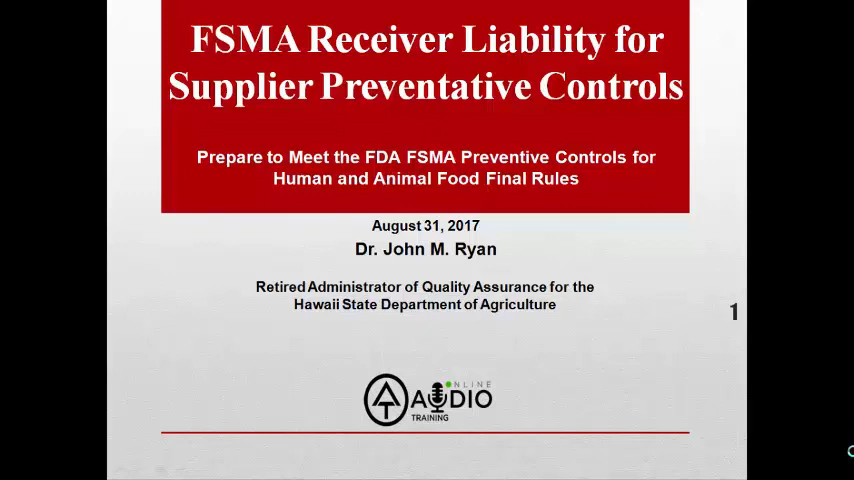 FSMA Receiver Liability for
Supplier Preventative Controls
Prepare to Meet the FDA FSMA Preventive Controls for
Human and Animal Food Final Rules
August 31, 2017
Dr. John M. Ryan
Retired Administrator of Quality Assurance for the
Hawaii State Department of Agriculture
1
ONLINE
AUDIO
TRAINING